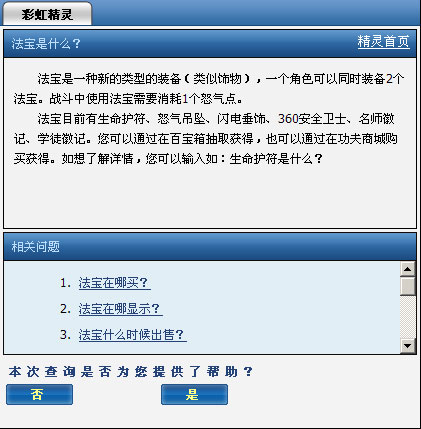 彩虹精灵
法宝是什么？ 精灵首页
法宝是一种新的类型的装备（类似饰物），一个角色可以同时装备2个
法宝。战斗中使用法宝需要消耗1个怒气点。
法宝目前有生命护符、怒气吊坠、闪电垂饰、360安全卫士、名师徽
记、学徒徽记。您可以通过在百宝箱抽取获得，也可以通过在功夫商城购
买获得。如想了解详情，您可以输入如：生命护符是什么？
相关问题
1. 法宝在哪买？
2. 法宝在哪显示？
3. 法宝什么时候出售？
本次查询是否为您提供了帮助？
否 是